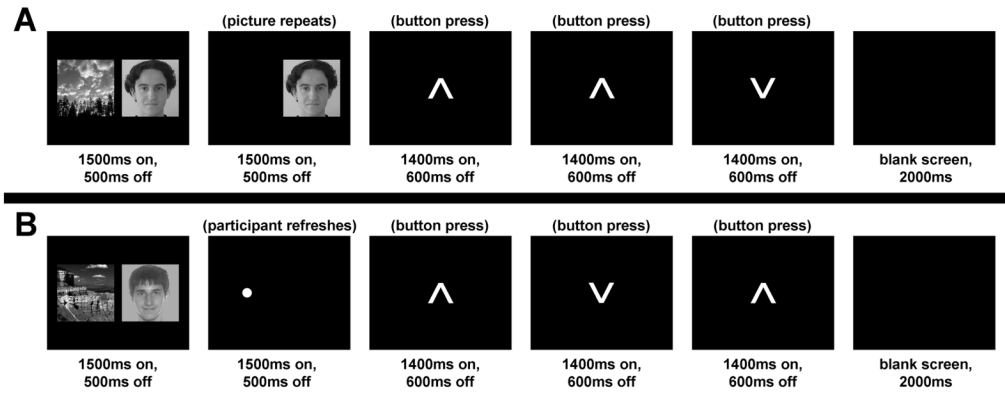 A
(picture repeats)
(button press)
(button press)
(button press)
1500ms on,
500ms off
1500ms on,
500ms off
1400ms on,
600ms off
1400ms on,
600ms off
1400ms on,
600ms off
blank screen,
2000ms
B
(participant refreshes)
(button press)
(button press)
(button press)
1500ms on,
500ms off
1500ms on,
500ms off
1400ms on,
600ms off
1400ms on,
600ms off
1400ms on,
600ms off
blank screen,
2000ms